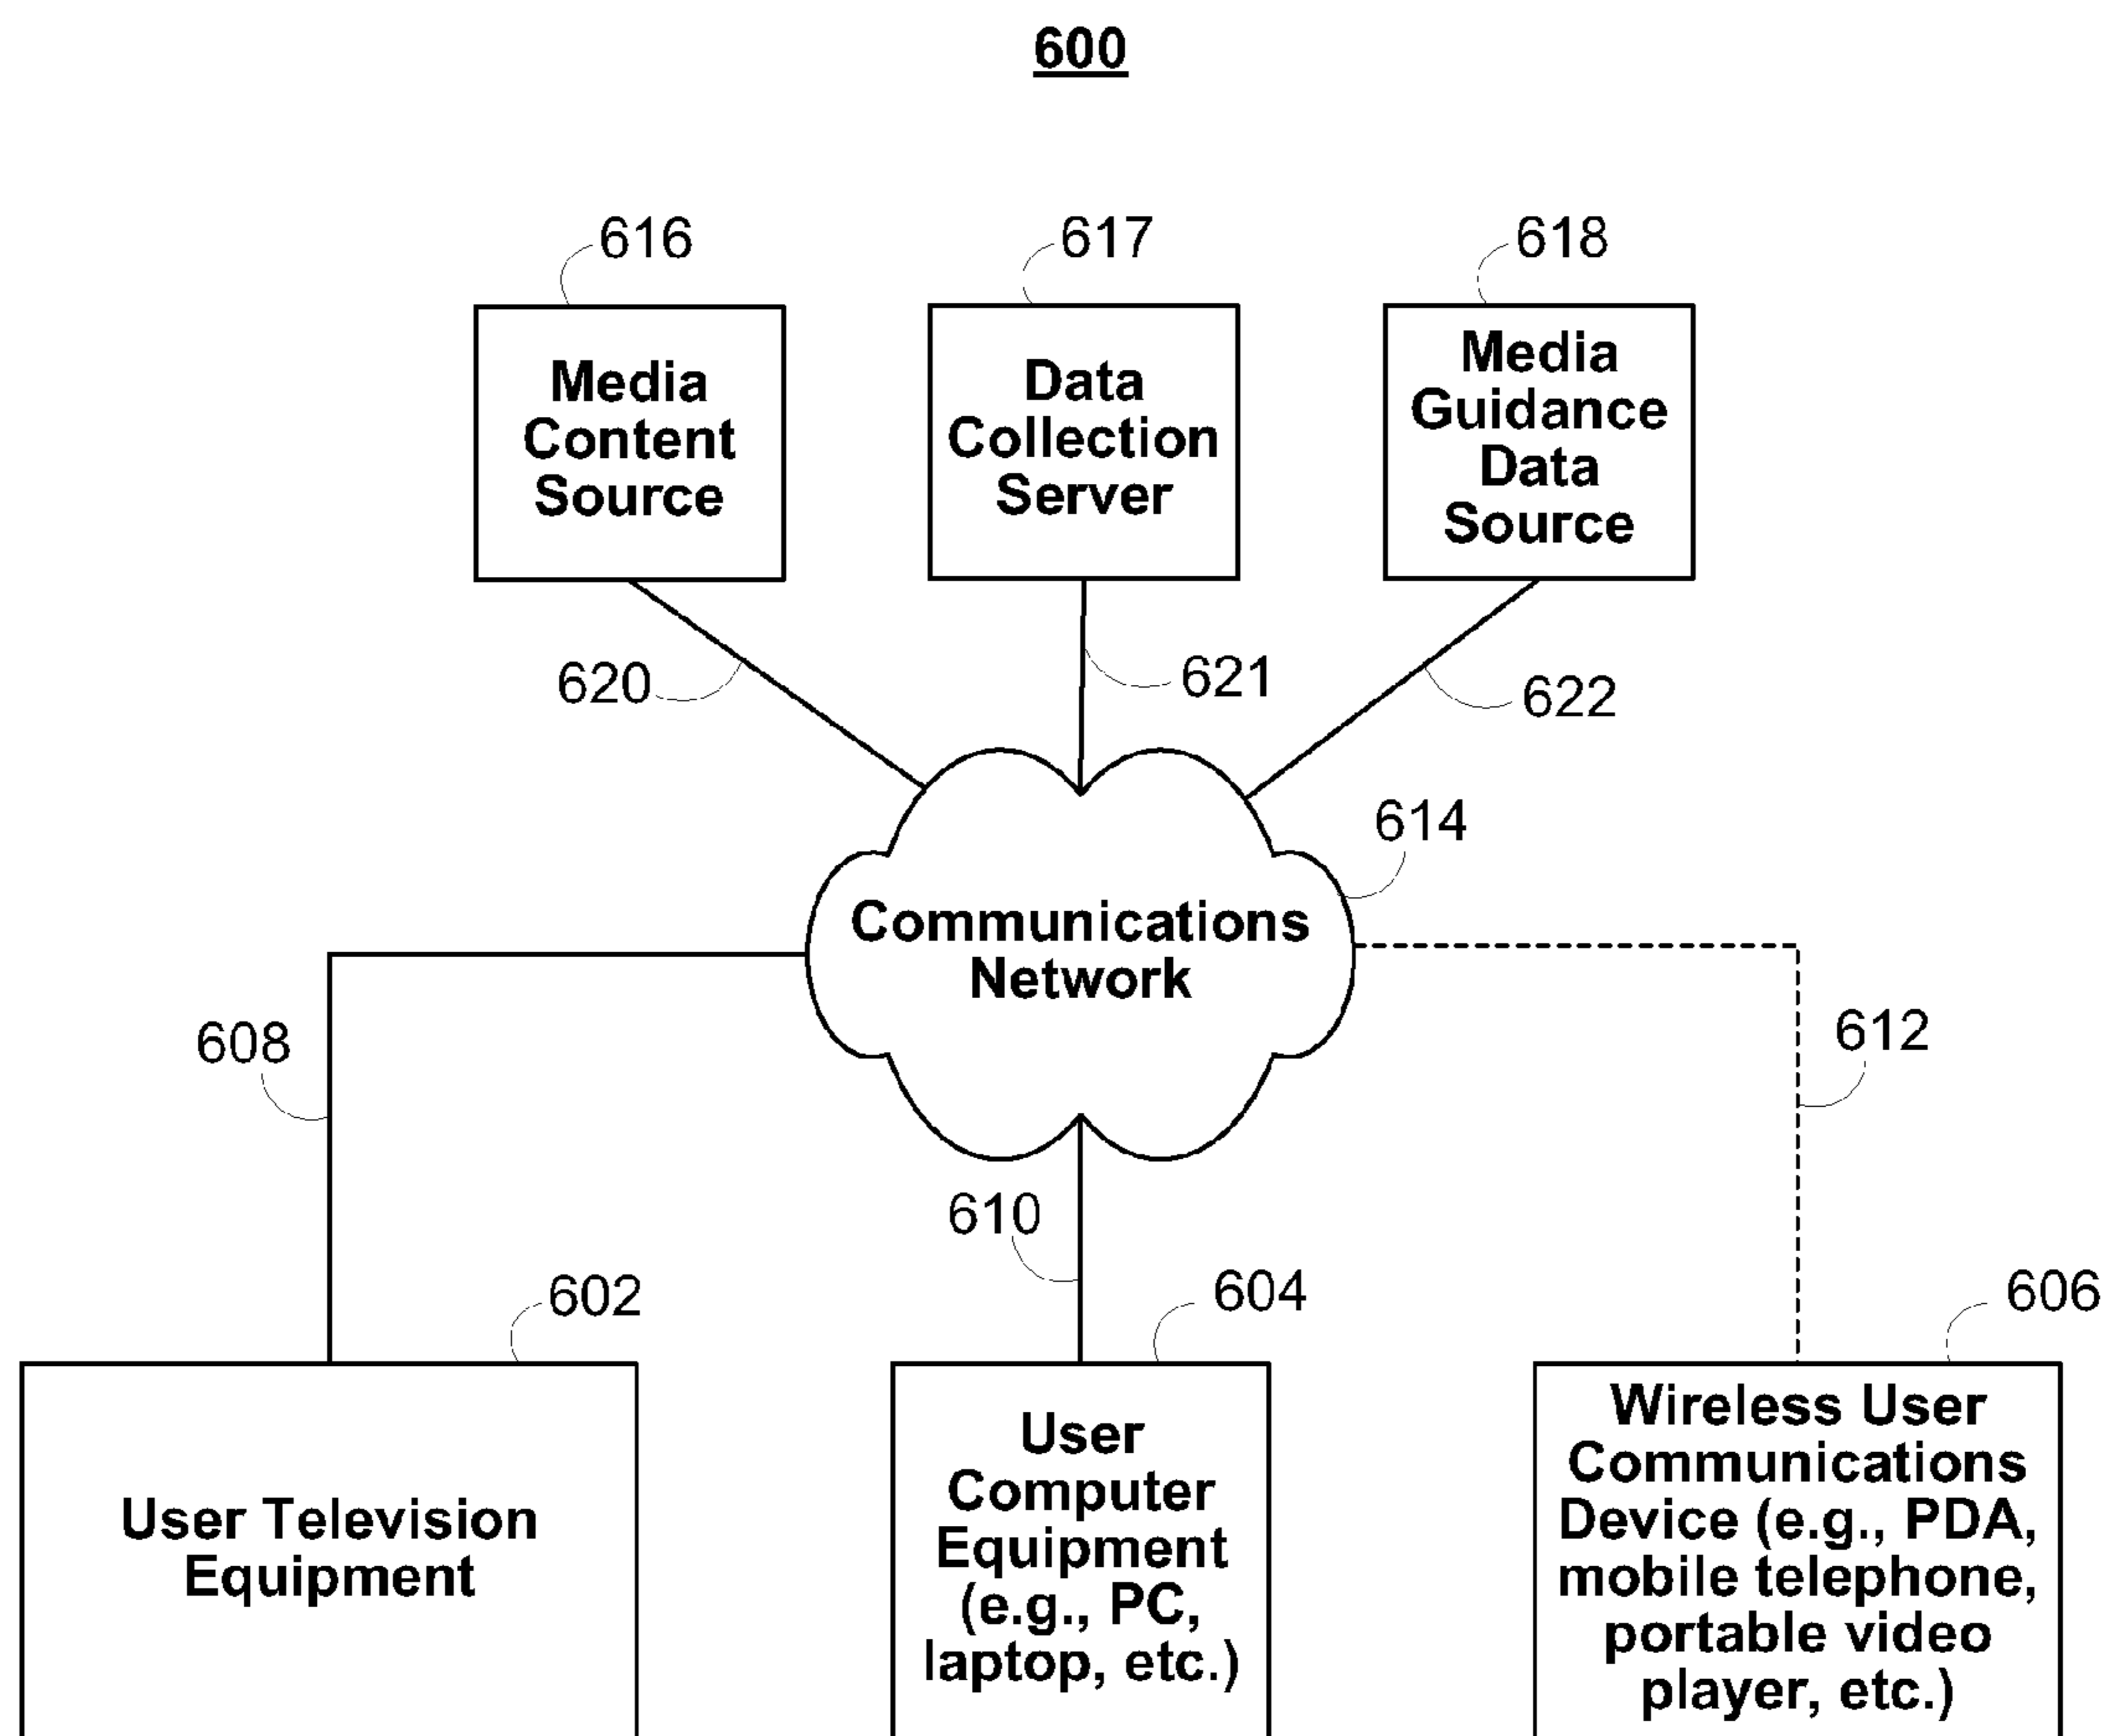 600
616
617
618
Media
Content
Source
Data
Collection
Server
Media
Guidance
Data
Source
620
621
622
614
Communications
Network
608
612
610
602
604
606
User Television
Equipment
User
Computer
Equipment
(e.g., PC,
laptop, etc.)
Wireless User
Communications
Device (e.g., PDA,
mobile telephone,
portable video
player, etc.)